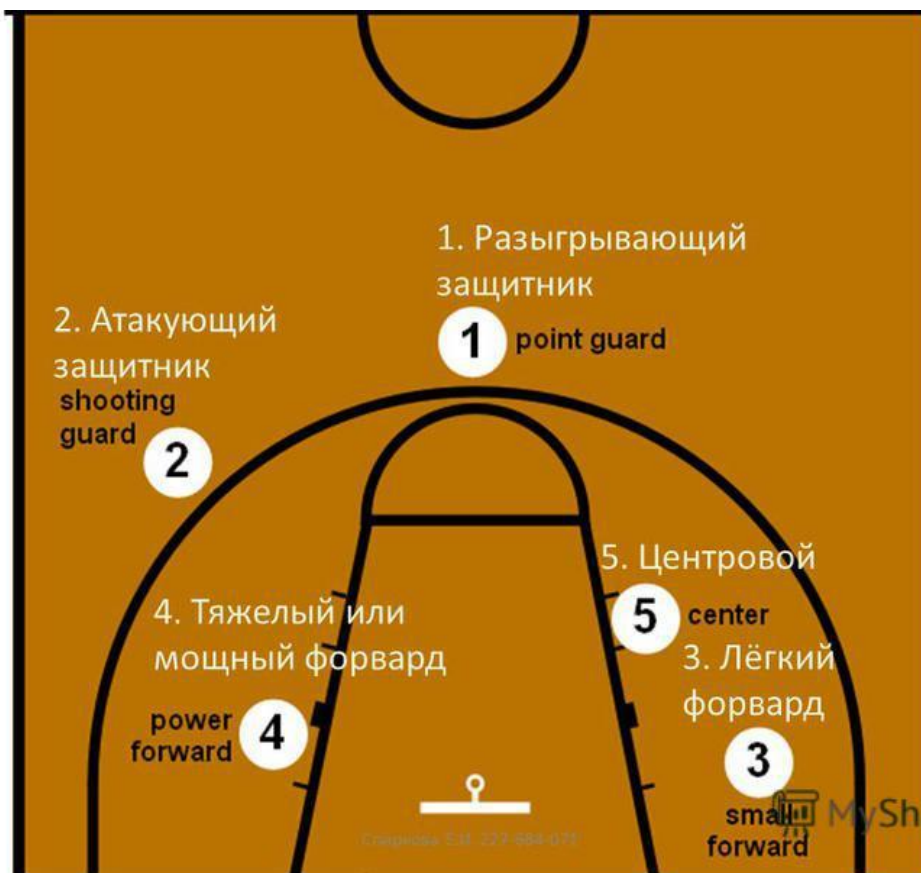 1. Разыгрывающий
защитник
1
point guard
2. Атакующий
защитник
shooting
guard
2
5. Центровой
5
center
4. Тяжелый или
мощный форвард
power
forward
4
3. Лёгкий
форвард
3
small
forward
MySh